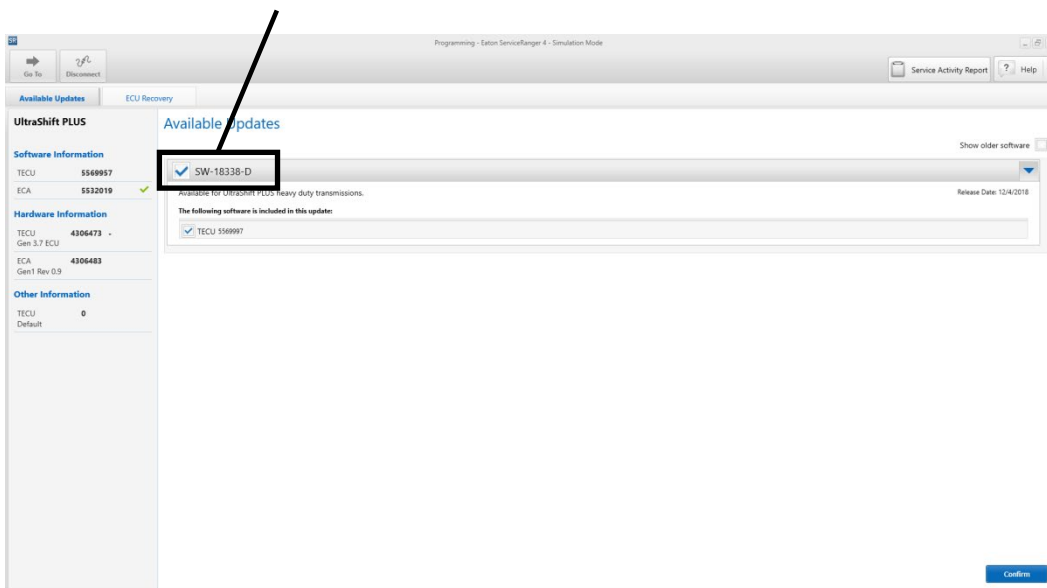 SR
Programming - Eaton ServiceRanger 4 - Simulation Mode
Go To
Disconnect
Service Activity Report
? Help
Available Updates
ECU Recovery
UltraShift PLUS
Available Updates
Show older software
Software Information
SW-18338-D
TECU 5569957
ECA 5532019
Available for UltraShift PLUS heavy duty transmissions.
Release Date: 12/4/2018
Hardware Information
The following software is included in this update:
TECU 4306473 -
Gen 3.7 ECU
TECU 5569997
ECA 4306483
Gen1 Rev 0.9
Other Information
TECU 0
Default
Confirm